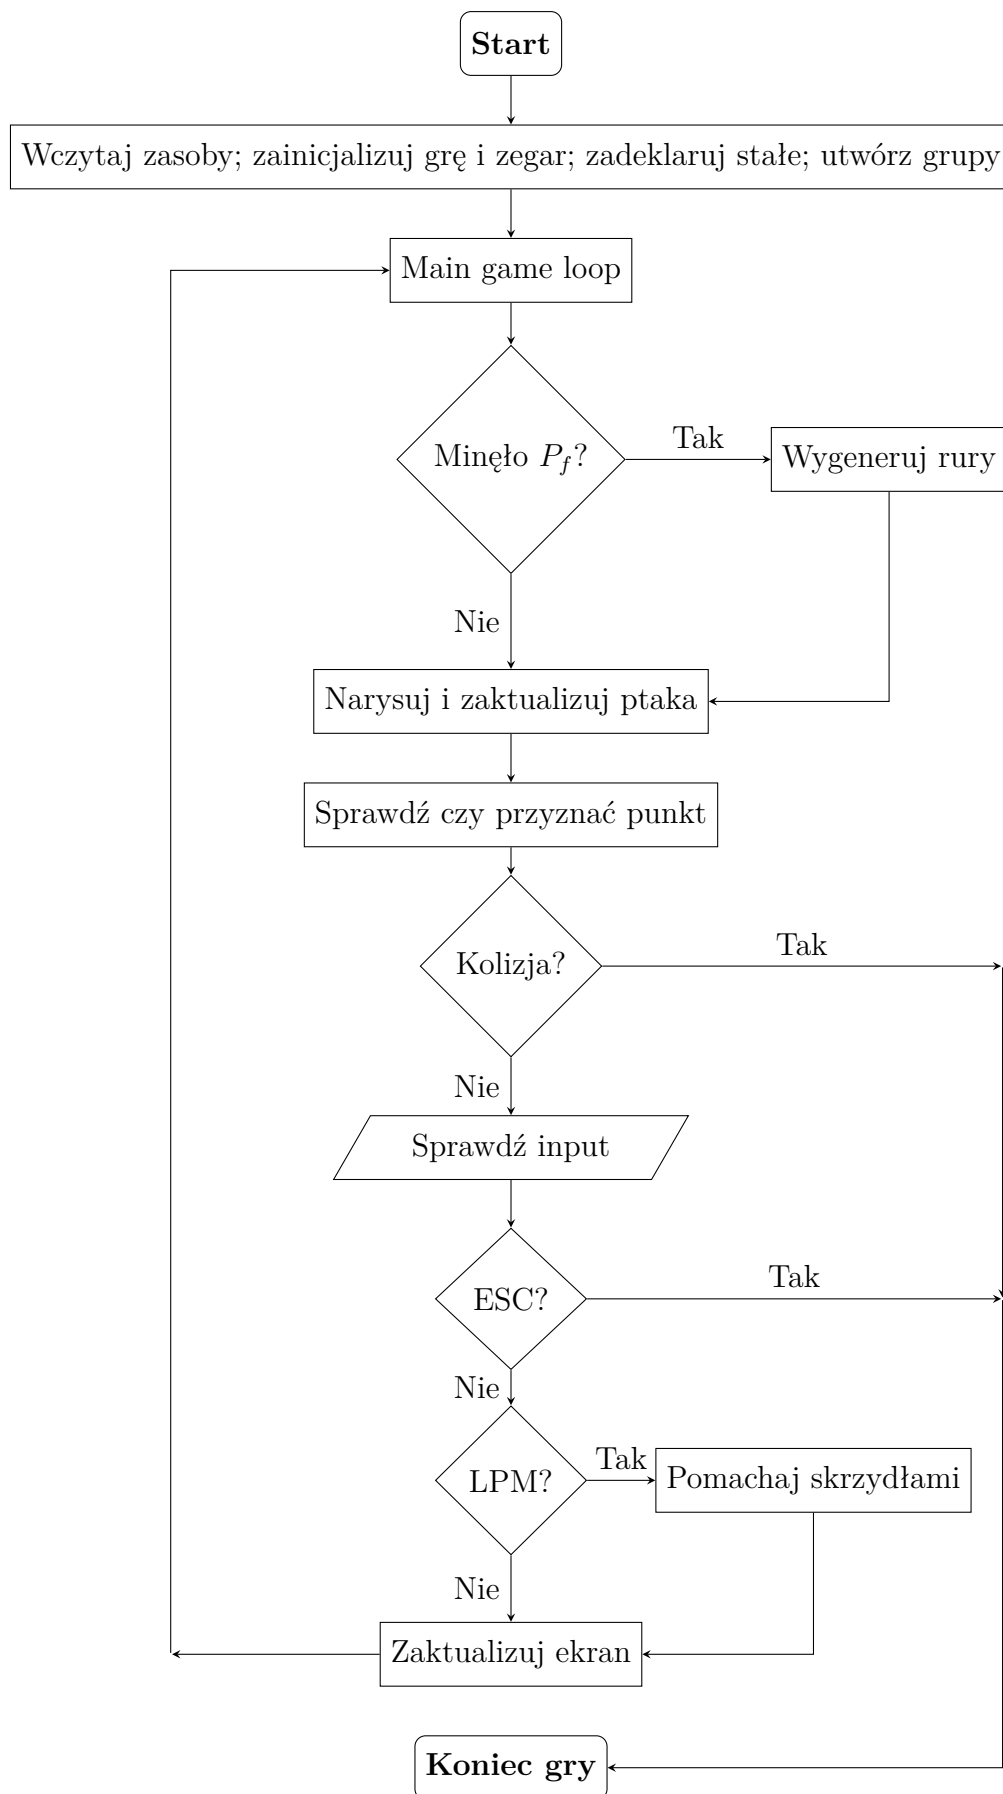 Start
Wczytaj zasoby; zainicjalizuj grę i zegar; zadeklaruj stałe; utwórz grupy
Main game loop
Minęło $P_f$?
Tak
Wygeneruj rury
Nie
Narysuj i zaktualizuj ptaka
Sprawdź czy przyznać punkt
Kolizja?
Tak
Nie
Sprawdź input
ESC?
Tak
Nie
LPM?
Tak
Pomachaj skrzydłami
Nie
Zaktualizuj ekran
Koniec gry